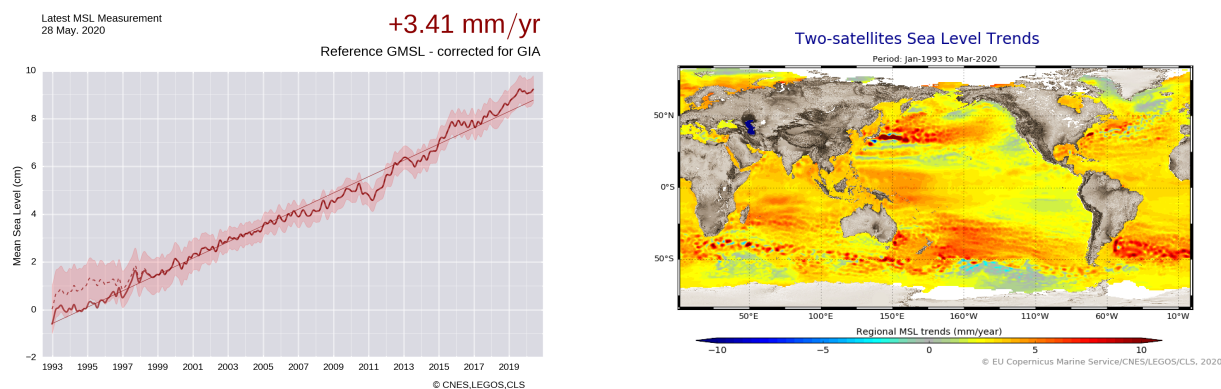 Latest MSL Measurement
28 May. 2020
+3.41 mm/yr
Reference GMSL - corrected for GIA
10
8
6
4
2
0
−2
Mean Sea Level (cm)
1993 1995 1997 1999 2001 2003 2005 2007 2009 2011 2013 2015 2017 2019
© CNES,LEGOS,CLS
Two-satellites Sea Level Trends
Period: Jan-1993 to Mar-2020
50°N
0°S
50°S
50°E 100°E 150°E 160°W 110°W 60°W 10°W
Regional MSL trends (mm/year)
−10 −5 0 5 10
© EU Copernicus Marine Service/CNES/LEGOS/CLS, 2020